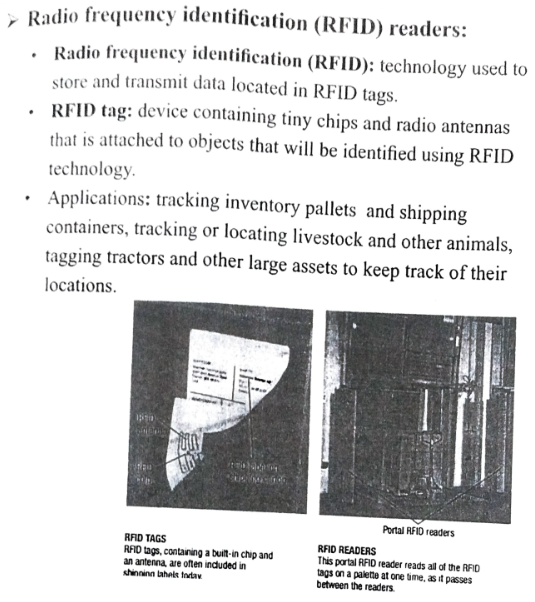 ➢ Radio frequency identification (RFID) readers:
• Radio frequency identification (RFID): technology used to
store and transmit data located in RFID tags.
• RFID tag: device containing tiny chips and radio antennas
that is attached to objects that will be identified using RFID
technology.
• Applications: tracking inventory pallets and shipping
containers, tracking or locating livestock and other animals,
tagging tractors and other large assets to keep track of their
locations.
Portal RFID readers
RFID TAGS
RFID tags, containing a built-in chip and
an antenna, are often included in
shipping labels today.
RFID READERS
This portal RFID reader reads all of the RFID
tags on a palette at one time, as it passes
between the readers.